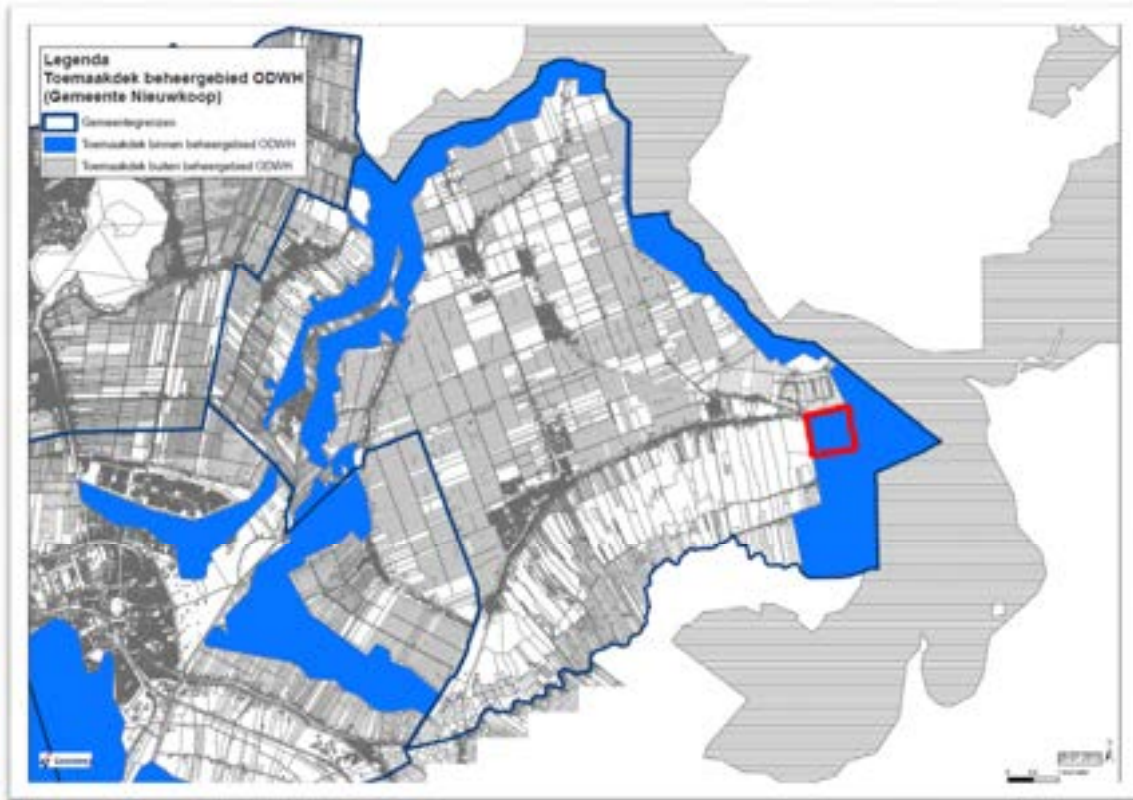 Legenda
Toemaakdek beheergebied ODWH
(Gemeente Nieuwkoop)
Gemeentegrenzen
Toemaakdek binnen beheergebied ODWH
Toemaakdek buiten beheergebied ODWH